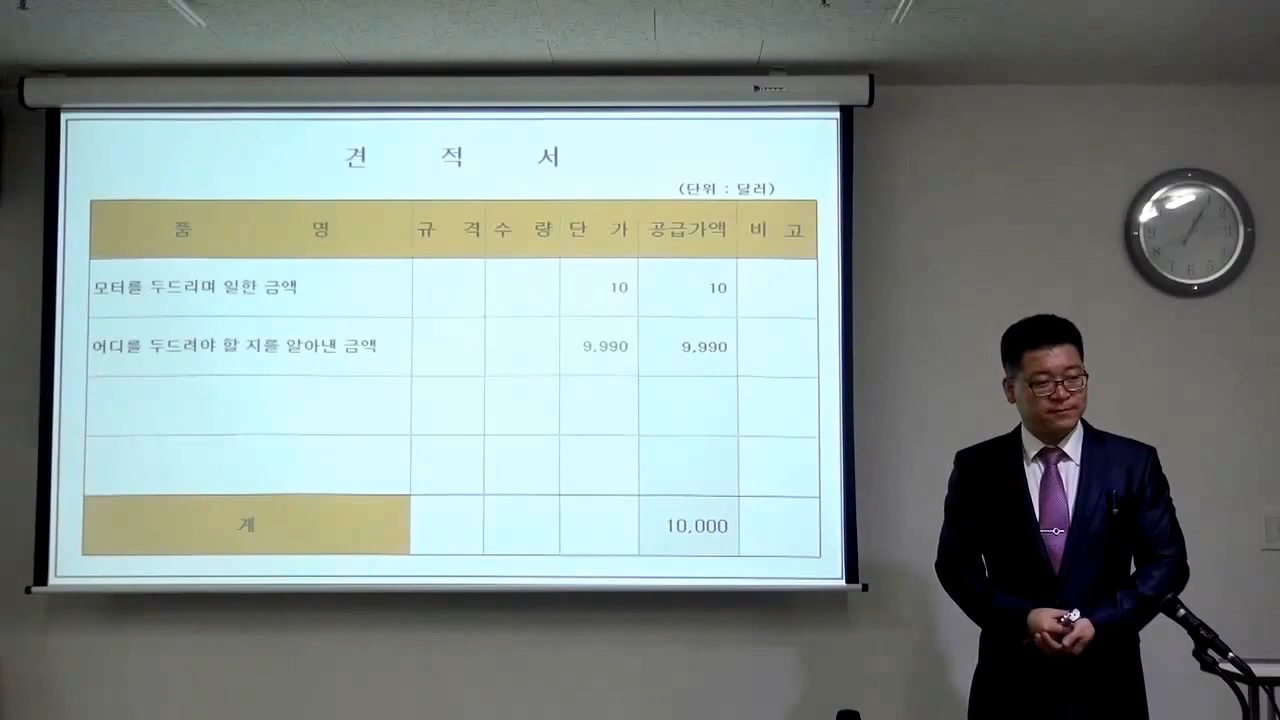 견 적 서
(단위 : 달러)
품 명 규 격 수 량 단 가 공급가액 비 고
모터를 두드리며 일한 금액 10 10
어디를 두드려야 할 지를 알아낸 금액 9,990 9,990
계 10,000